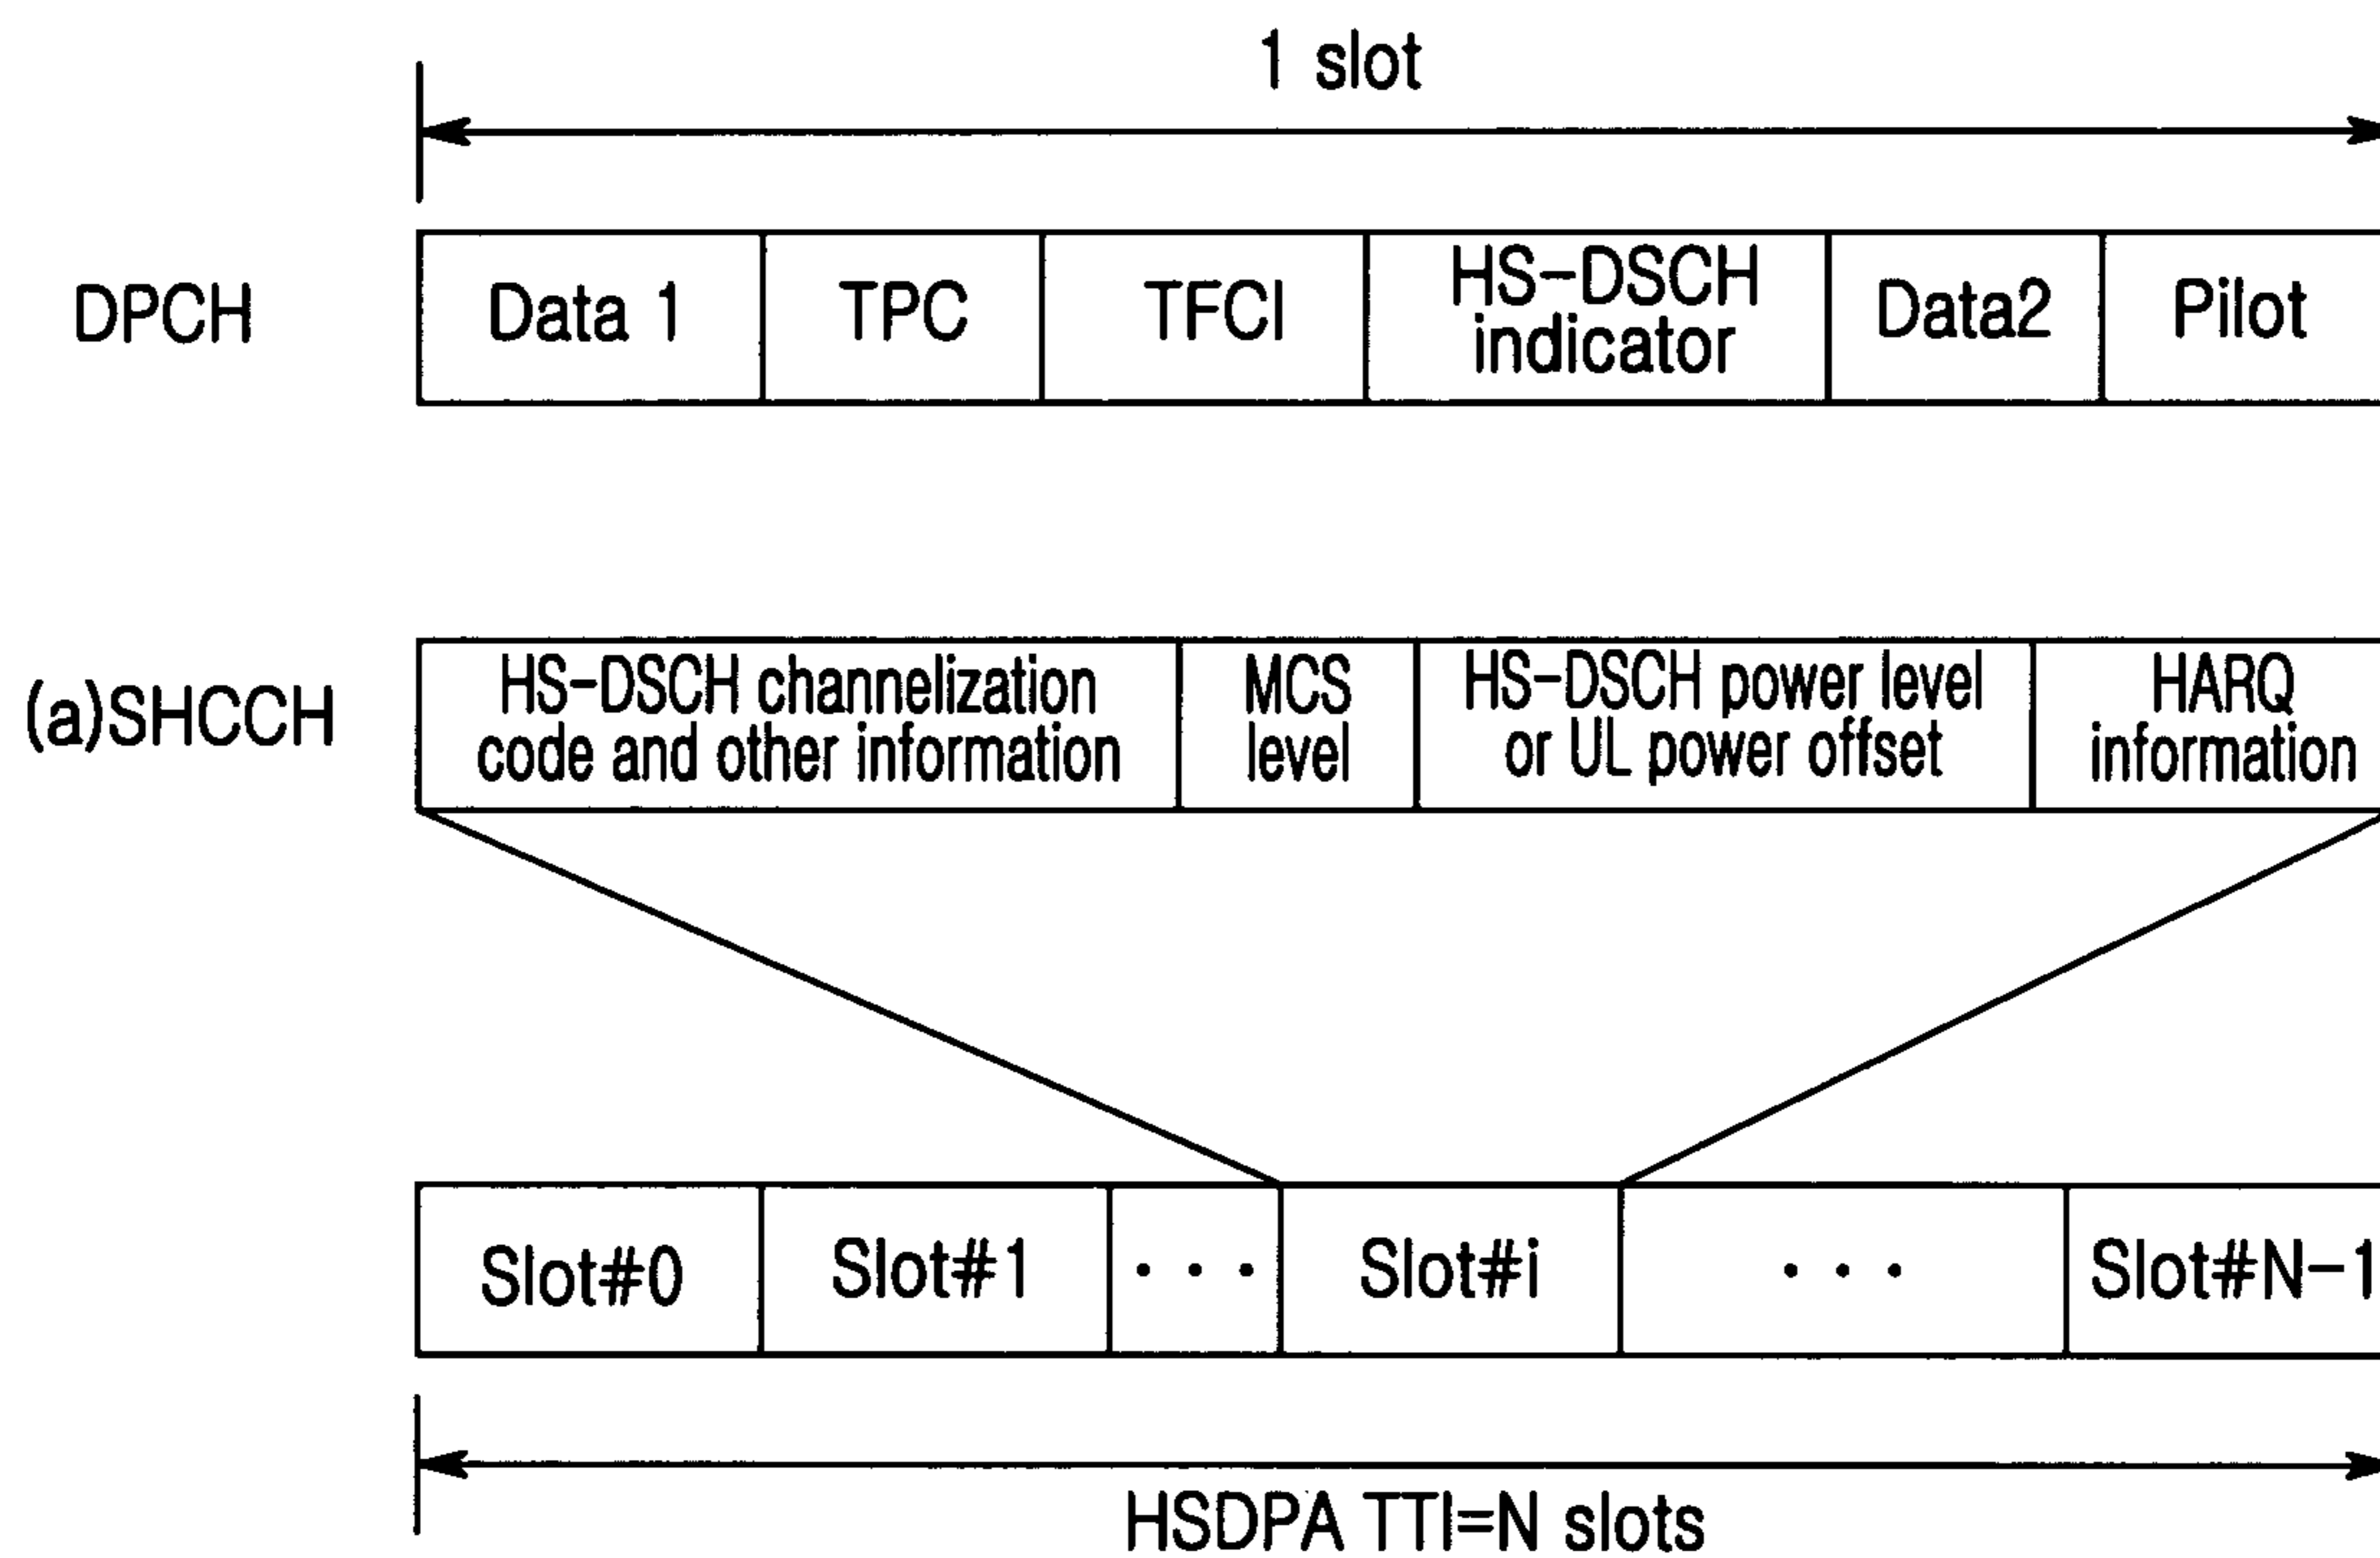 1 slot
DPCH
Data 1
TPC
TFCI
HS-DSCH
indicator
Data2
Pilot
(a)SHCCH
HS-DSCH channelization
code and other information
MCS
level
HS-DSCH power level
or UL power offset
HARQ
information
Slot#0
Slot#1
• • •
Slot#i
• • •
Slot#N-1
HSDPA TTI=N slots